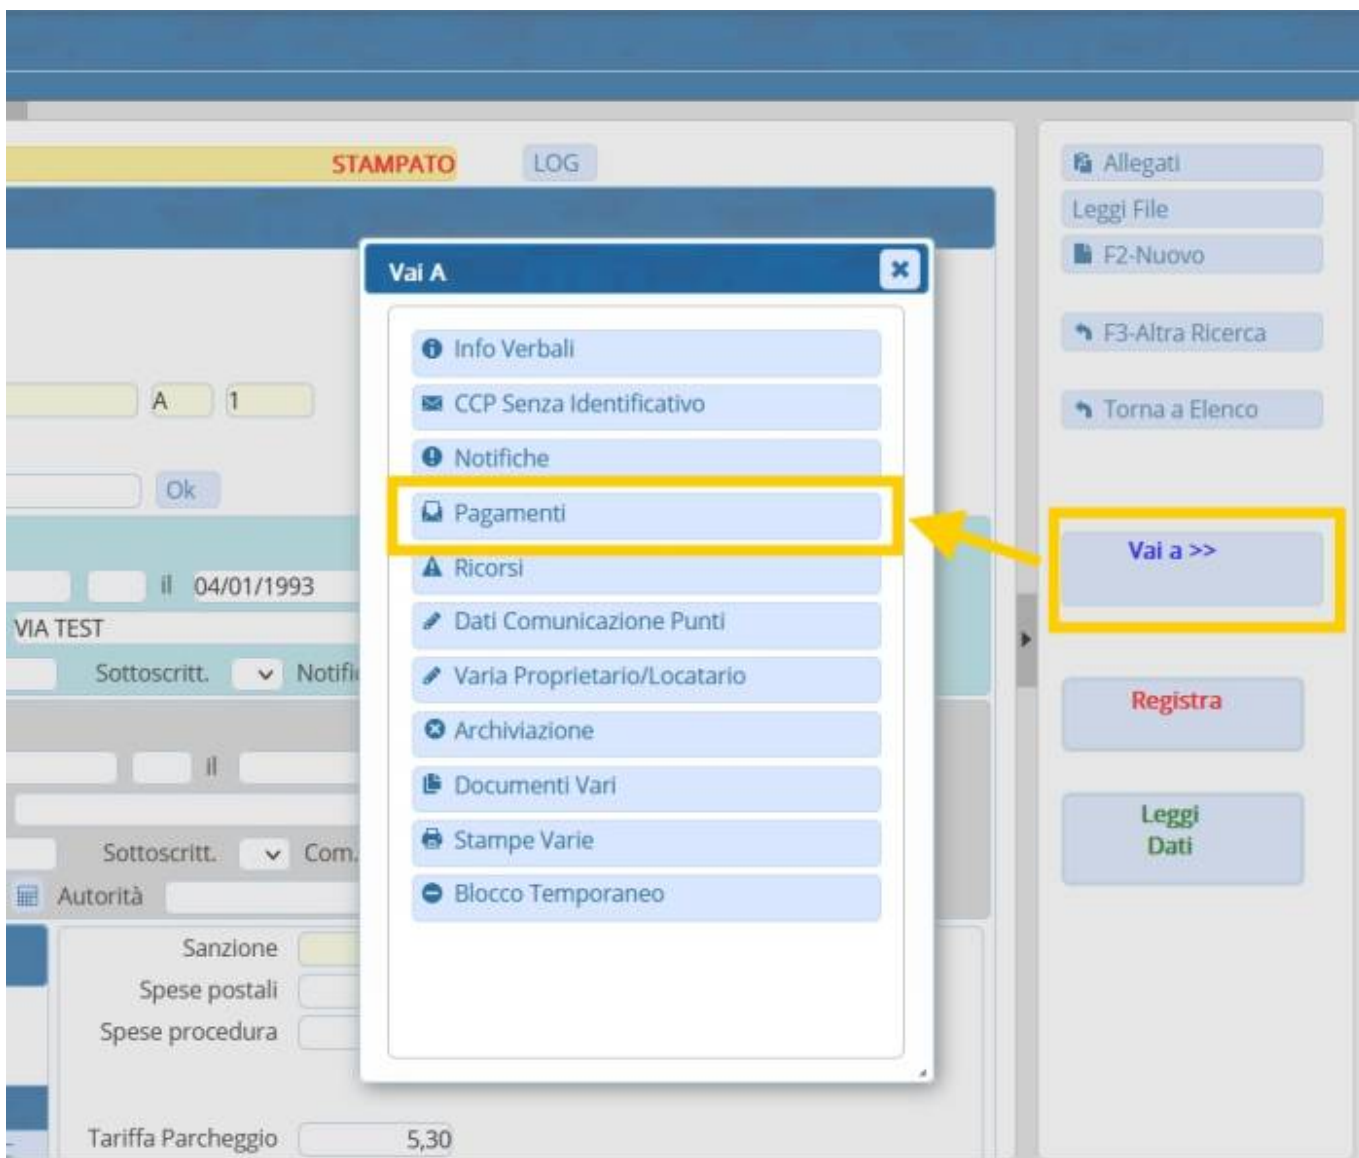 STAMPATO LOG
Allegati
Leggi File
F2-Nuovo
Vai A
Info Verbali
F3-Altra Ricerca
A 1
CCP Senza Identificativo
Torna a Elenco
Notifiche
Ok
Pagamenti
Vai a >>
Ricorsi
il 04/01/1993
VIA TEST
Dati Comunicazione Punti
Sottoscritt. Notific
Varia Proprietario/Locatario
Registra
Archiviazione
il
Documenti Vari
Leggi
Dati
Stampe Varie
Sottoscritt. Com.
Autorità
Blocco Temporaneo
Sanzione
Spese postali
Spese procedura
Tariffa Parcheggio 5,30